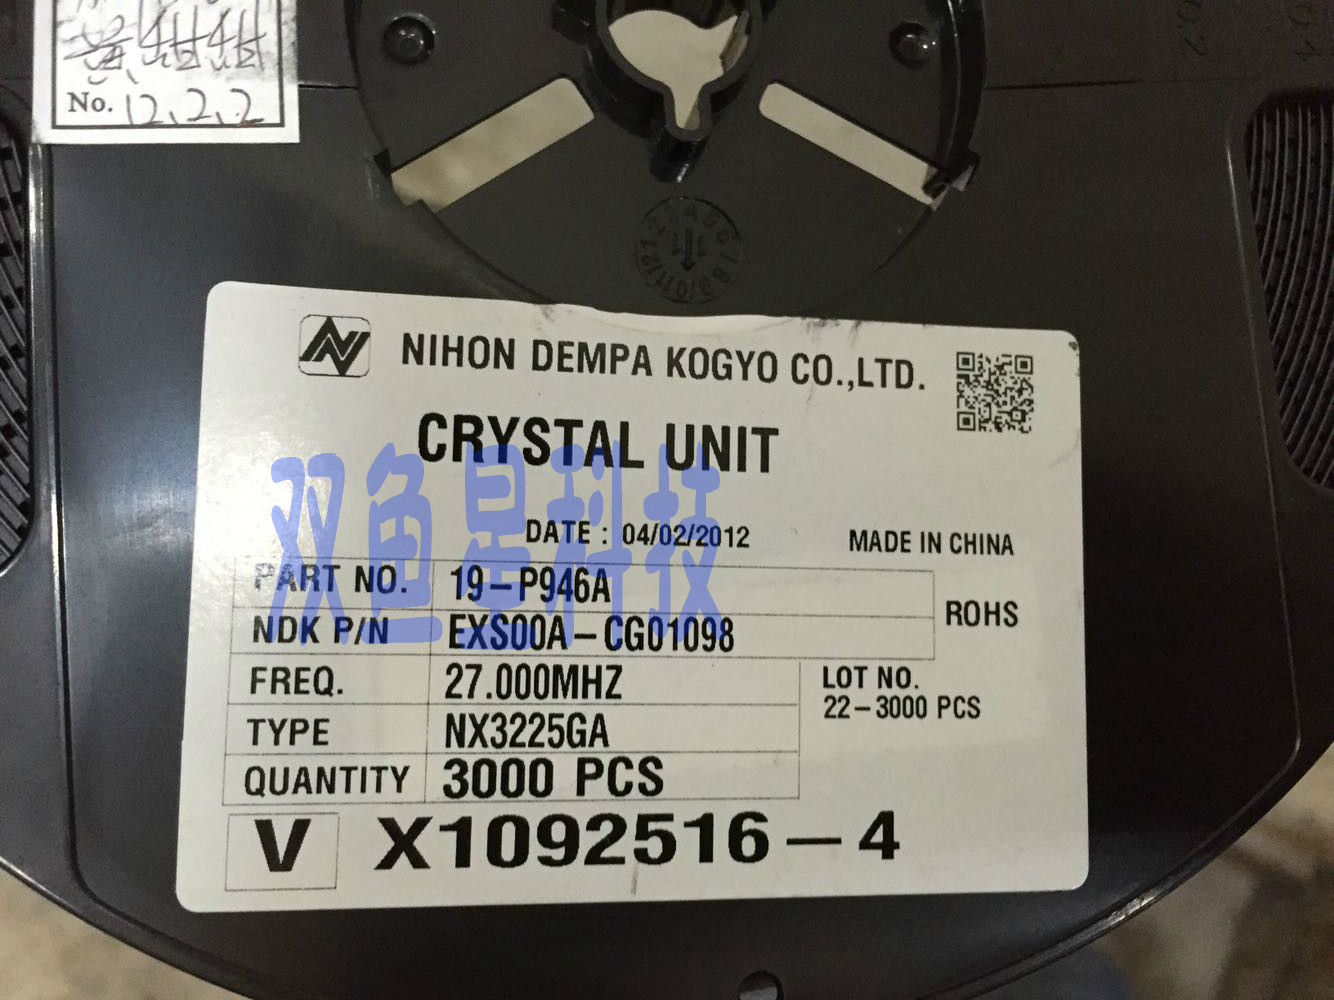 No. 12.2.2
NIHON DEMPA KOGYO CO.,LTD.
CRYSTAL UNIT
双色星科技
DATE : 04/02/2012
MADE IN CHINA
PART NO. 19-P946A
ROHS
NDK P/N EXS00A-CG01098
FREQ. 27.000MHZ
LOT NO.
22-3000 PCS
TYPE NX3225GA
QUANTITY 3000 PCS
V X1092516-4